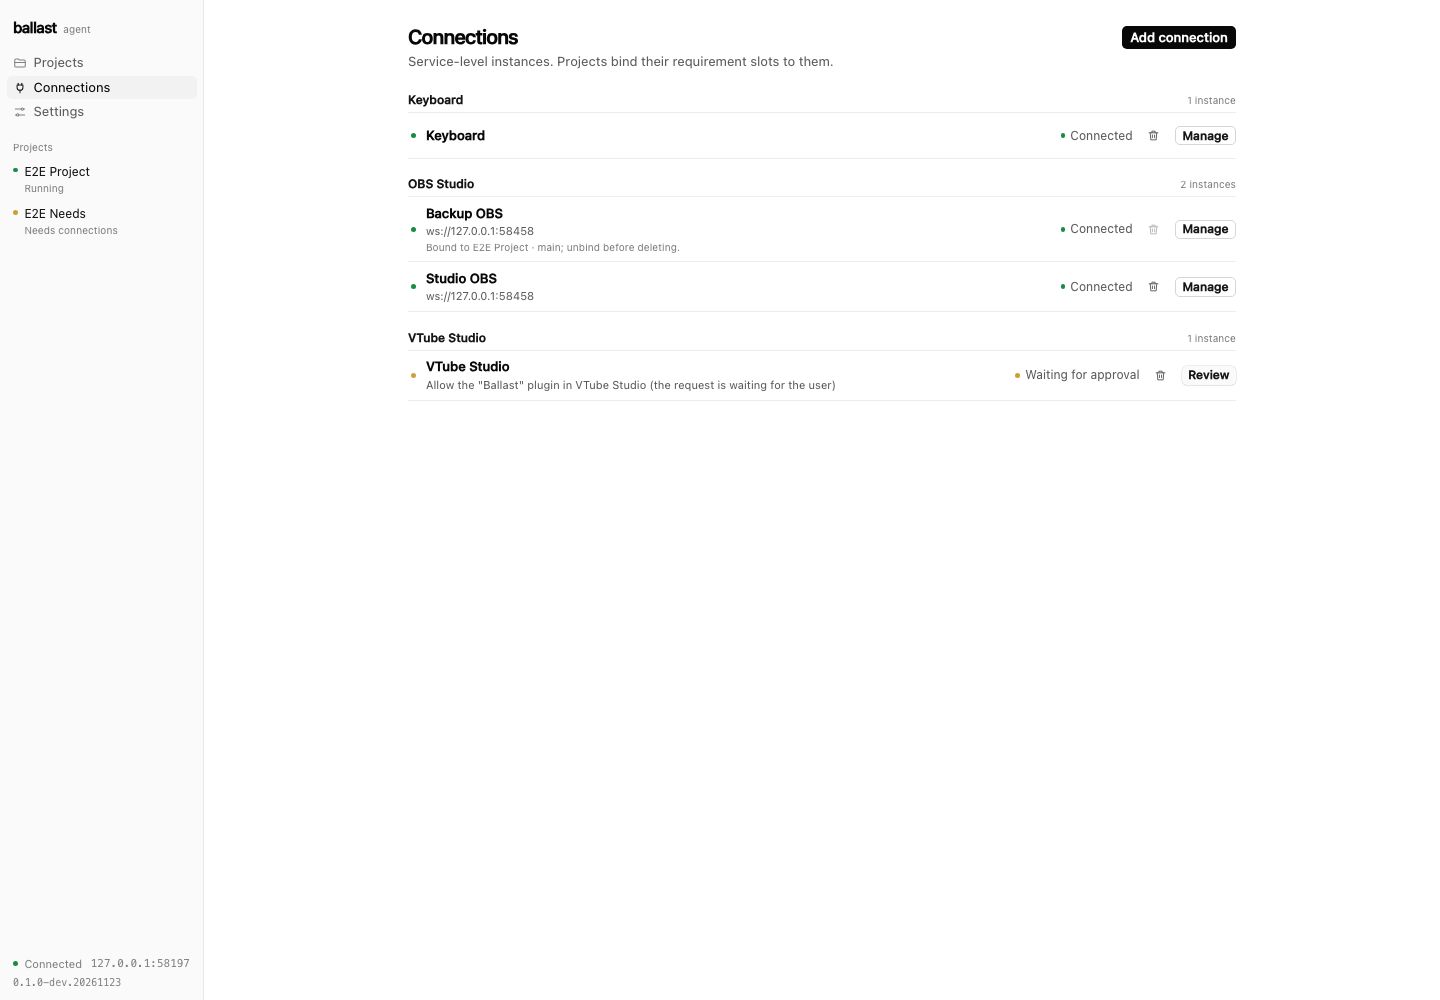 ballast agent
Projects
Connections
Settings
Projects
E2E Project
Running
E2E Needs
Needs connections
Connected 127.0.0.1:58197
0.1.0-dev.20261123
Connections
Add connection
Service-level instances. Projects bind their requirement slots to them.
Keyboard 1 instance
Keyboard Connected Manage
OBS Studio 2 instances
Backup OBS
ws://127.0.0.1:58458 Connected Manage
Bound to E2E Project · main; unbind before deleting.
Studio OBS
ws://127.0.0.1:58458 Connected Manage
VTube Studio 1 instance
VTube Studio
Allow the "Ballast" plugin in VTube Studio (the request is waiting for the user) Waiting for approval Review